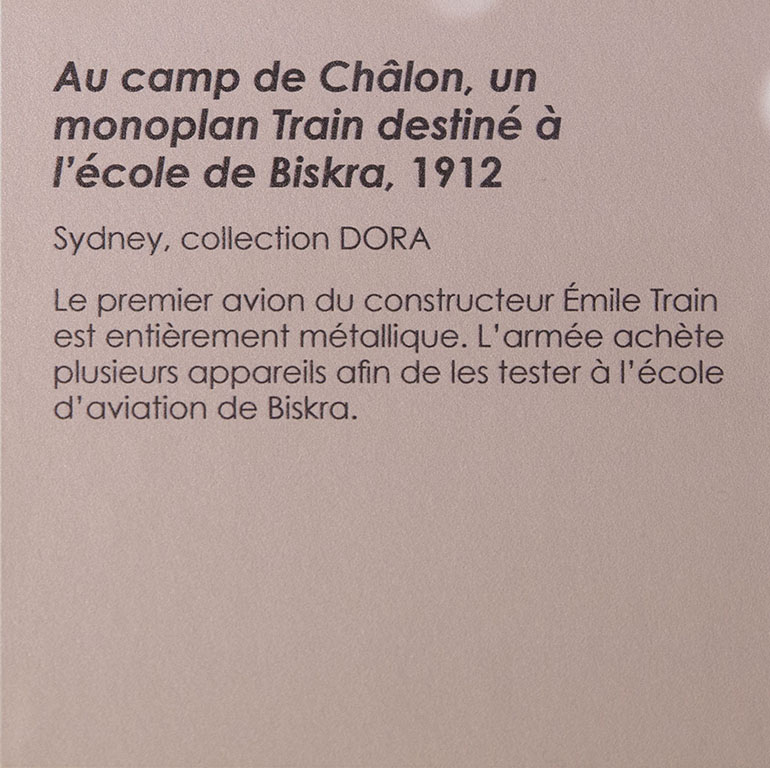 Au camp de Châlon, un
monoplan Train destiné à
l’école de Biskra, 1912
Sydney, collection DORA
Le premier avion du constructeur Émile Train
est entièrement métallique. L’armée achète
plusieurs appareils afin de les tester à l’école
d’aviation de Biskra.